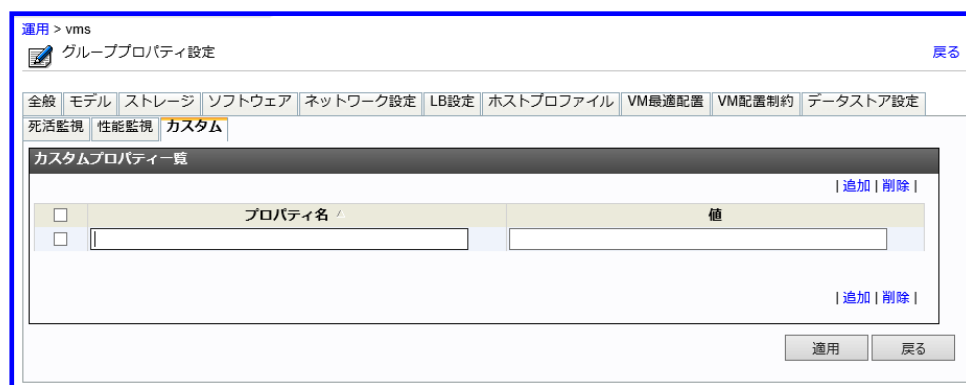 運用 > vms
グループプロパティ設定
戻る
全般 モデル ストレージ ソフトウェア ネットワーク設定 LB設定 ホストプロファイル VM最適配置 VM配置制約 データストア設定
死活監視 性能監視 カスタム
カスタムプロパティ一覧
| 追加 | 削除 |
プロパティ名 値
| 追加 | 削除 |
適用 戻る